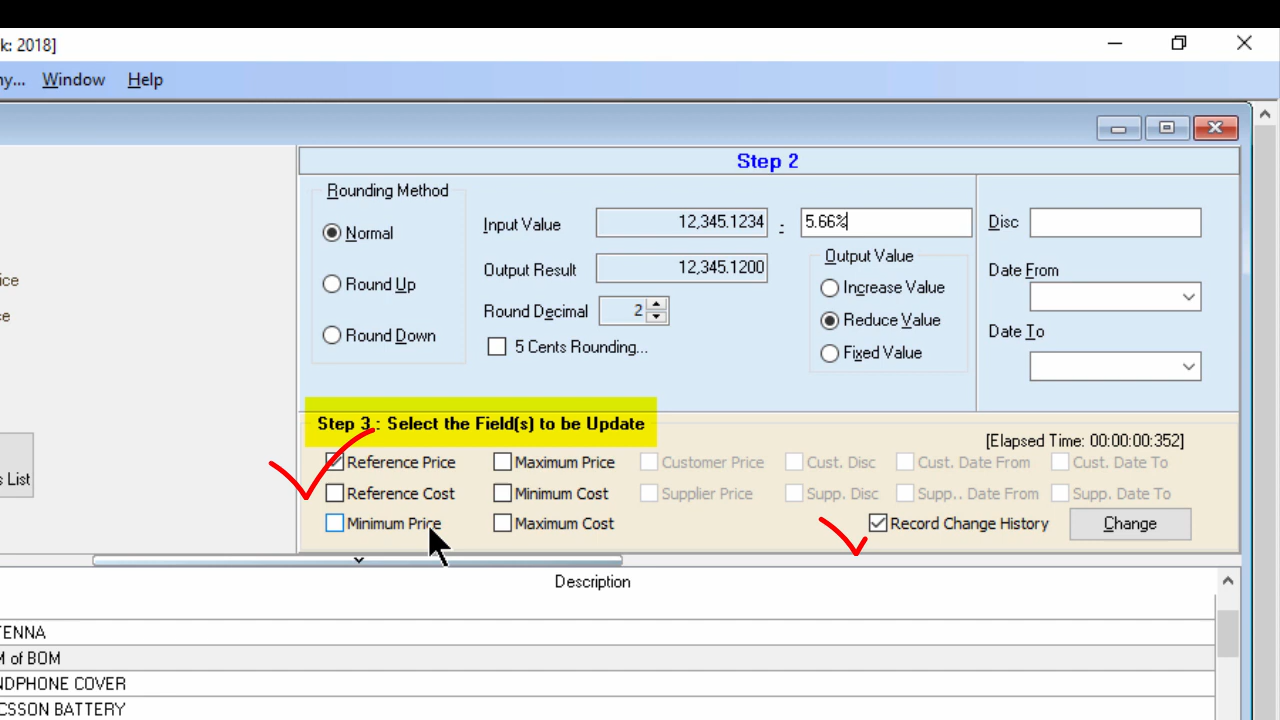 k: 2018]
ny... Window Help
Step 2
Rounding Method
Normal
Round Up
Round Down
Input Value 12,345.1234 : 5.66%
Output Result 12,345.1200
Round Decimal 2
5 Cents Rounding...
Output Value
Increase Value
Reduce Value
Fixed Value
Disc
Date From
Date To
ice
ce
s List
Step 3 : Select the Field(s) to be Update
[Elapsed Time: 00:00:00:352]
Reference Price Maximum Price Customer Price Cust. Disc Cust. Date From Cust. Date To
Reference Cost Minimum Cost Supplier Price Supp. Disc Supp.. Date From Supp. Date To
Minimum Price Maximum Cost Record Change History Change
Description
TENNA
M of BOM
NDPHONE COVER
CSSON BATTERY